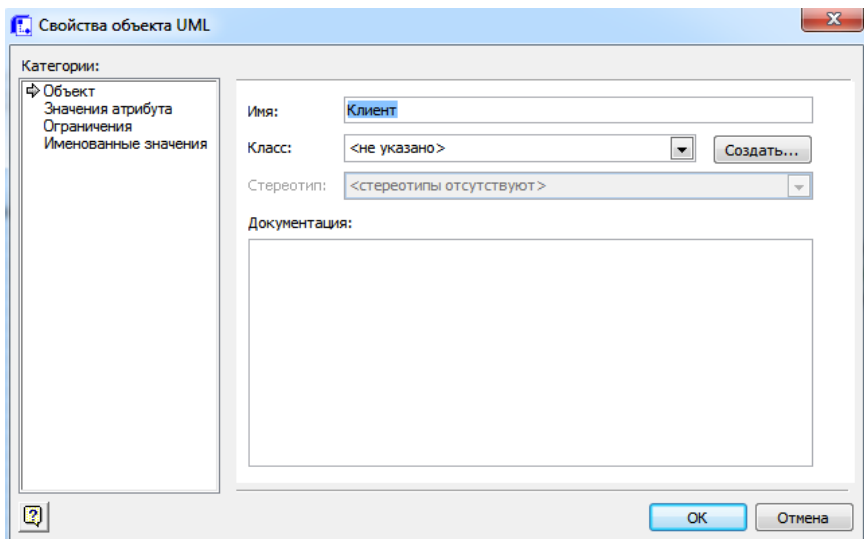 Свойства объекта UML
Категории:
Объект
Значения атрибута
Ограничения
Именованные значения
Имя: Клиент
Класс: <не указано> Создать...
Стереотип: <стереотипы отсутствуют>
Документация:
ОК Отмена